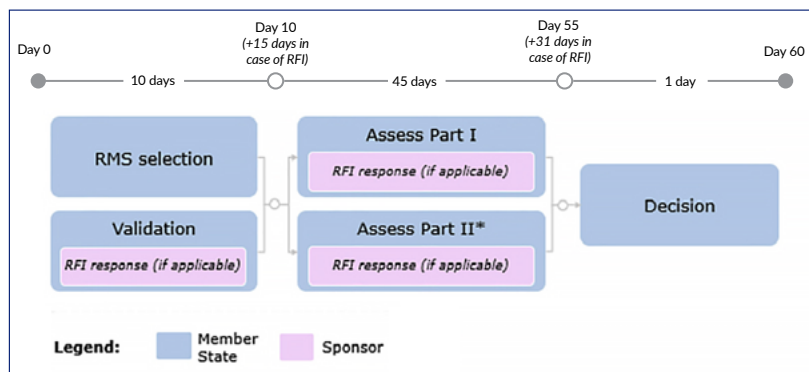 Day 0
Day 10
(+15 days in
case of RFI)
Day 55
(+31 days in
case of RFI)
Day 60
10 days
45 days
1 day
RMS selection
Validation
RFI response (if applicable)
Assess Part I
RFI response (if applicable)
Assess Part II*
RFI response (if applicable)
Decision
Legend:
Member
State
Sponsor